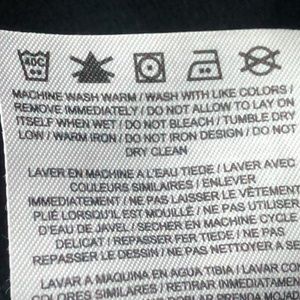 40C
MACHINE WASH WARM / WASH WITH LIKE COLORS /
REMOVE IMMEDIATELY / DO NOT ALLOW TO LAY ON
ITSELF WHEN WET / DO NOT BLEACH / TUMBLE DRY
LOW / WARM IRON / DO NOT IRON DESIGN / DO NOT
DRY CLEAN
LAVER EN MACHINE A L'EAU TIEDE / LAVER AVEC
COULEURS SIMILAIRES / ENLEVER
IMMEDIATEMENT / NE PAS LAISSER LE VÊTEMENT
PLIÉ LORSQU'IL EST MOUILLÉ / NE PAS UTILISER
D'EAU DE JAVEL / SÉCHER EN MACHINE CYCLE
DELICAT / REPASSER FER TIEDE / NE PAS
REPASSER LE DESSIN / NE PAS NETTOYER A SEC
LAVAR A MAQUINA EN AGUA TIBIA / LAVAR CON
COLORES SIMILARES / RETIRAR INMEDIATAMENTE